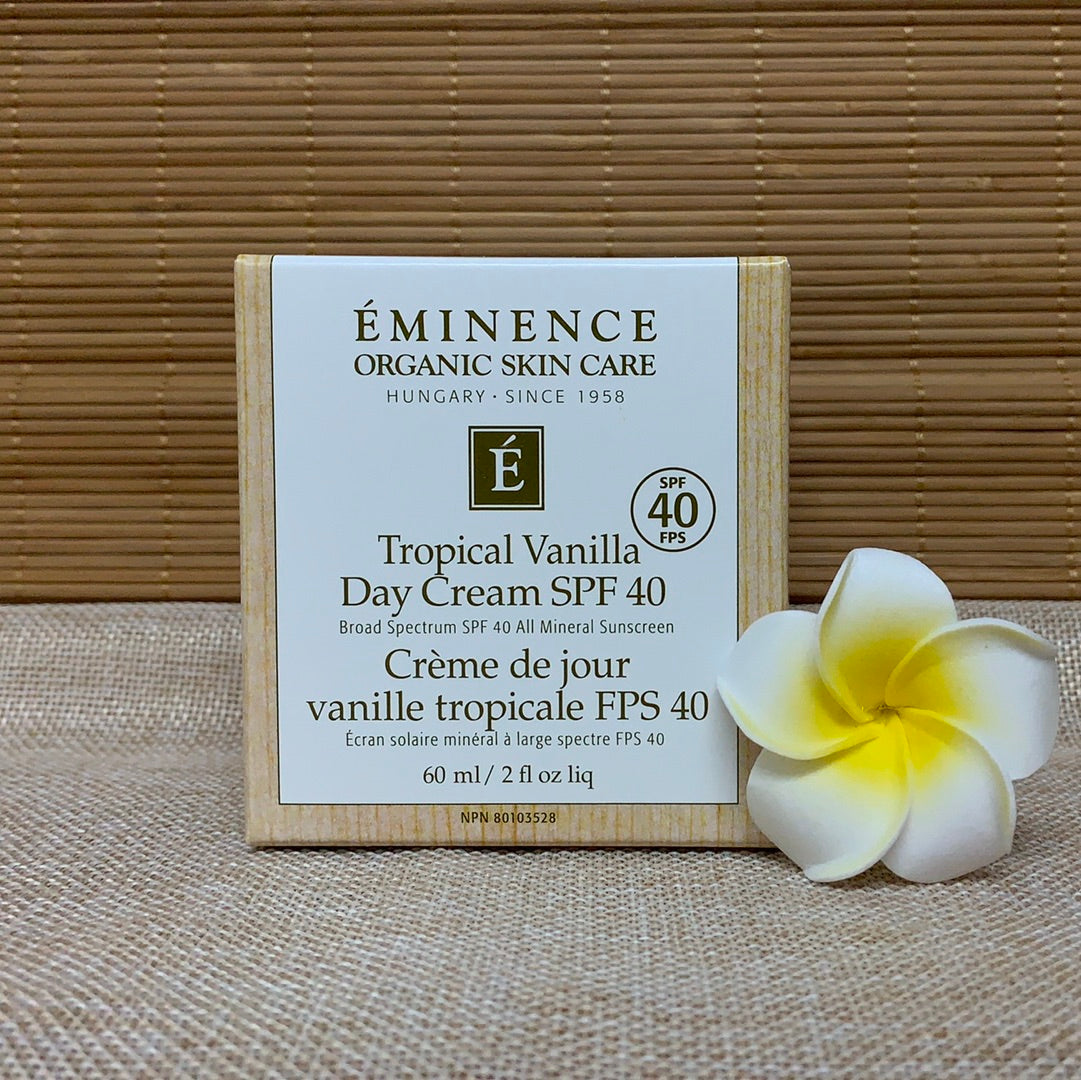 ÉMINENCE
ORGANIC SKIN CARE
HUNGARY · SINCE 1958
É
SPF
40
FPS
Tropical Vanilla
Day Cream SPF 40
Broad Spectrum SPF 40 All Mineral Sunscreen
Crème de jour
vanille tropicale FPS 40
Écran solaire minéral à large spectre FPS 40
60 ml / 2 fl oz liq
NPN 80103528